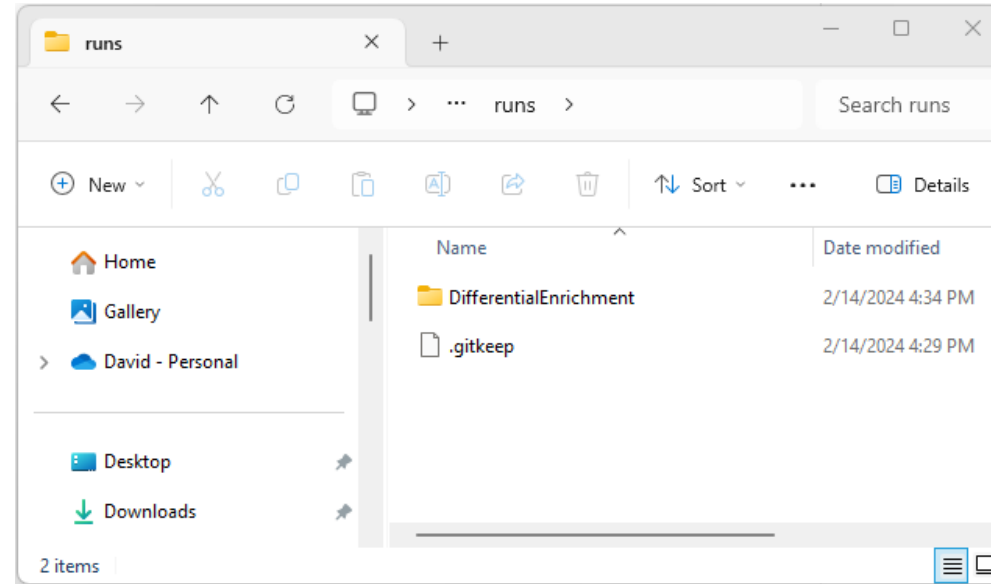 runs
runs
Search runs
New
Sort
Details
Name
Date modified
Home
DifferentialEnrichment
2/14/2024 4:34 PM
Gallery
.gitkeep
2/14/2024 4:29 PM
David - Personal
Desktop
Downloads
2 items